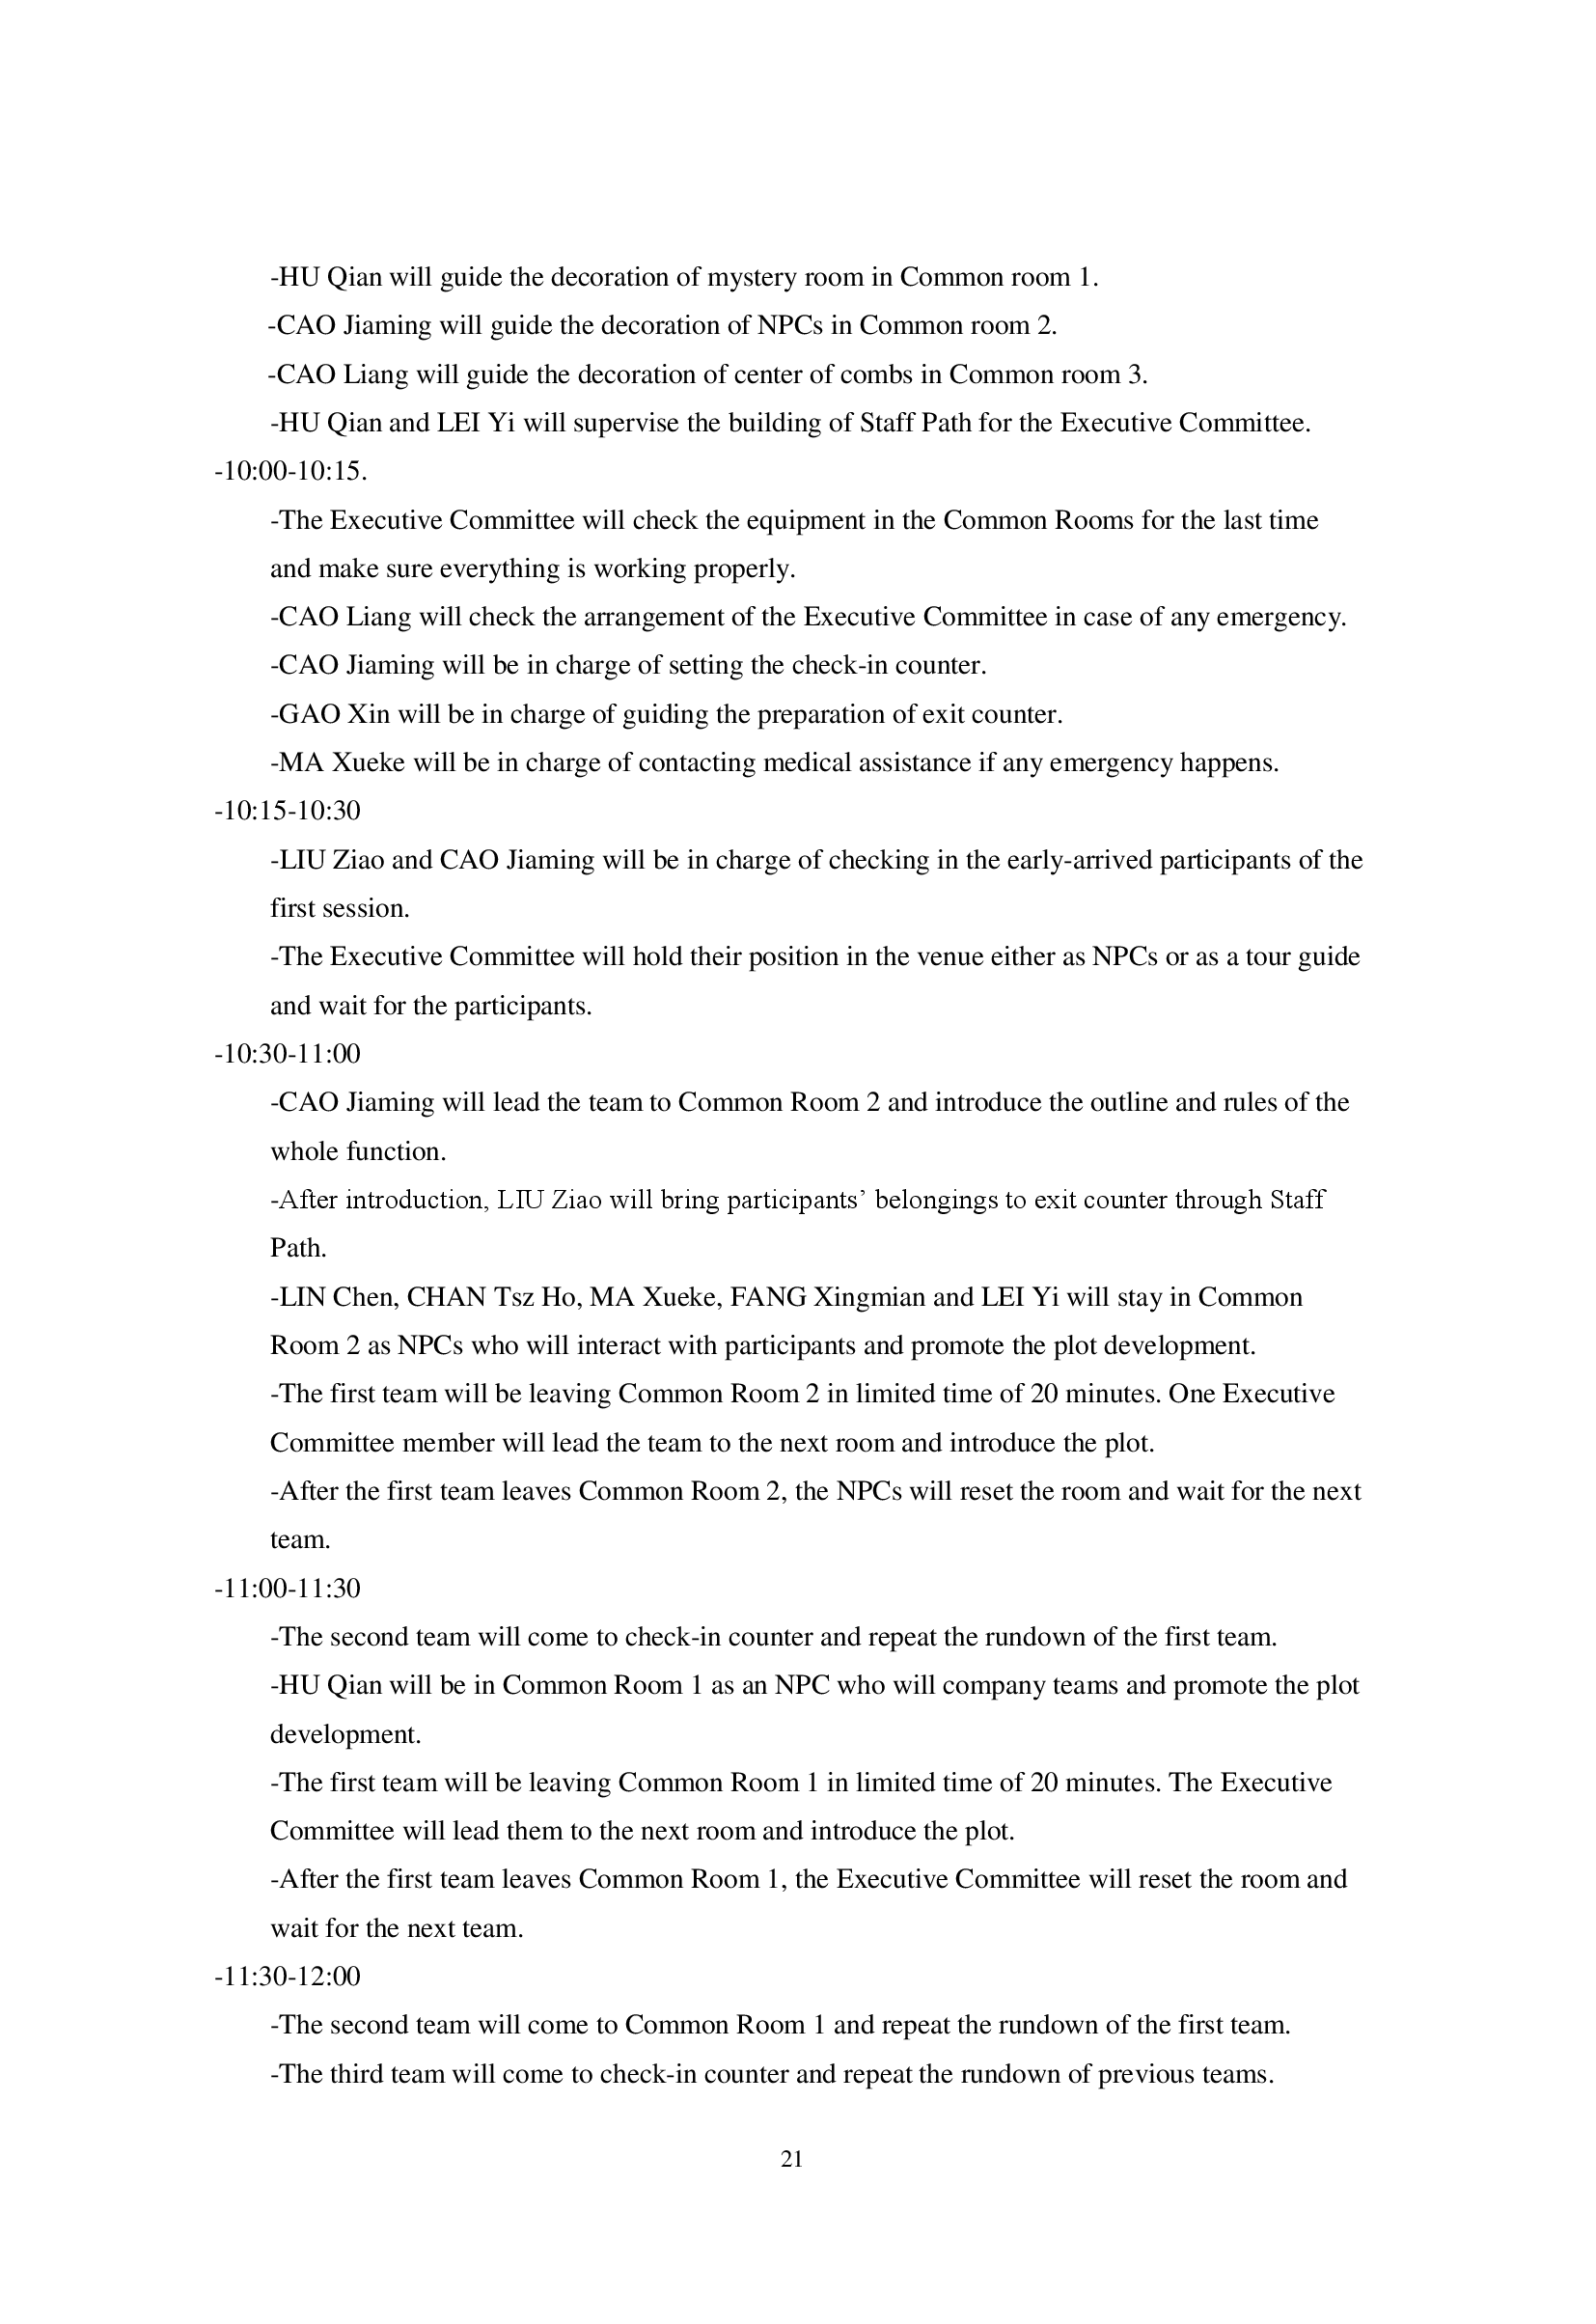 -HU Qian will guide the decoration of mystery room in Common room 1.
-CAO Jiaming will guide the decoration of NPCs in Common room 2.
-CAO Liang will guide the decoration of center of combs in Common room 3.
-HU Qian and LEI Yi will supervise the building of Staff Path for the Executive Committee.
-10:00-10:15.
-The Executive Committee will check the equipment in the Common Rooms for the last time
and make sure everything is working properly.
-CAO Liang will check the arrangement of the Executive Committee in case of any emergency.
-CAO Jiaming will be in charge of setting the check-in counter.
-GAO Xin will be in charge of guiding the preparation of exit counter.
-MA Xueke will be in charge of contacting medical assistance if any emergency happens.
-10:15-10:30
-LIU Ziao and CAO Jiaming will be in charge of checking in the early-arrived participants of the
first session.
-The Executive Committee will hold their position in the venue either as NPCs or as a tour guide
and wait for the participants.
-10:30-11:00
-CAO Jiaming will lead the team to Common Room 2 and introduce the outline and rules of the
whole function.
-After introduction, LIU Ziao will bring participants’ belongings to exit counter through Staff
Path.
-LIN Chen, CHAN Tsz Ho, MA Xueke, FANG Xingmian and LEI Yi will stay in Common
Room 2 as NPCs who will interact with participants and promote the plot development.
-The first team will be leaving Common Room 2 in limited time of 20 minutes. One Executive
Committee member will lead the team to the next room and introduce the plot.
-After the first team leaves Common Room 2, the NPCs will reset the room and wait for the next
team.
-11:00-11:30
-The second team will come to check-in counter and repeat the rundown of the first team.
-HU Qian will be in Common Room 1 as an NPC who will company teams and promote the plot
development.
-The first team will be leaving Common Room 1 in limited time of 20 minutes. The Executive
Committee will lead them to the next room and introduce the plot.
-After the first team leaves Common Room 1, the Executive Committee will reset the room and
wait for the next team.
-11:30-12:00
-The second team will come to Common Room 1 and repeat the rundown of the first team.
-The third team will come to check-in counter and repeat the rundown of previous teams.
21